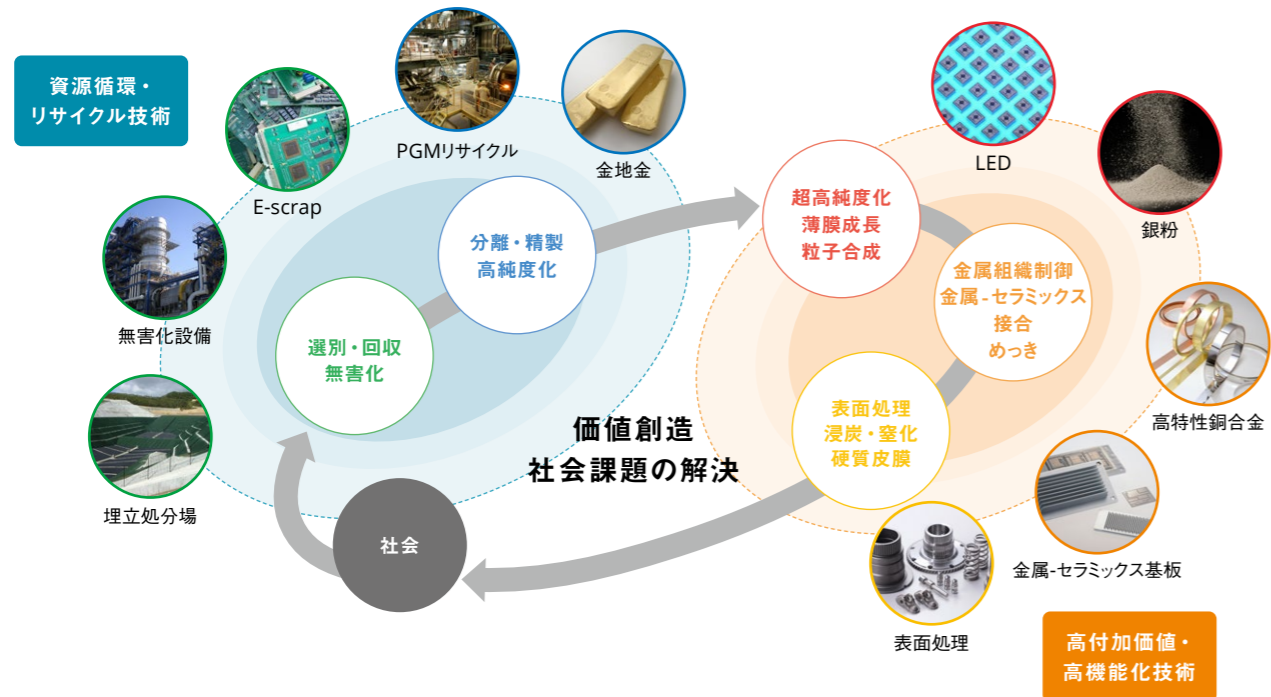 資源循環・
リサイクル技術
PGMリサイクル
金地金
E-scrap
無害化設備
埋立処分場
分離・精製
高純度化
選別・回収
無害化
社会
価値創造
社会課題の解決
LED
銀粉
超高純度化
薄膜成長
粒子合成
金属組織制御
金属-セラミックス
接合
めっき
表面処理
浸炭・窒化
硬質皮膜
高特性銅合金
金属-セラミックス基板
表面処理
高付加価値・
高機能化技術